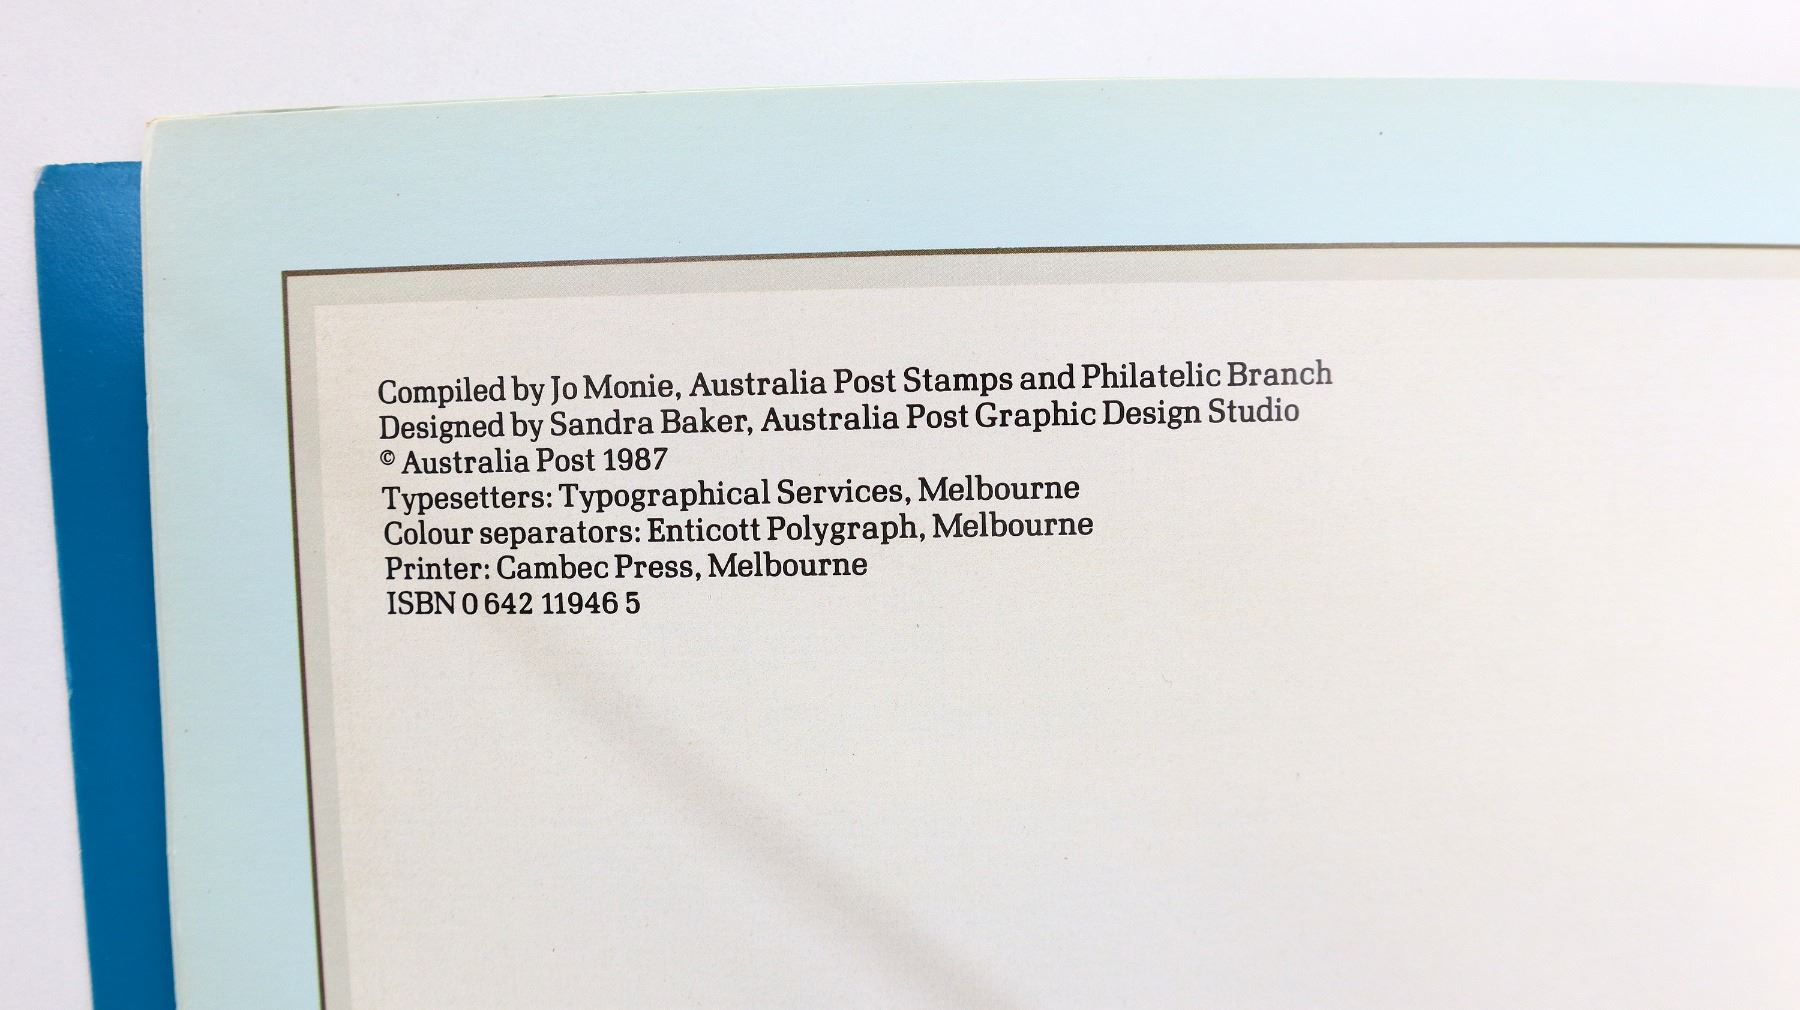 Compiled by Jo Monie, Australia Post Stamps and Philatelic Branch
Designed by Sandra Baker, Australia Post Graphic Design Studio
© Australia Post 1987
Typesetters: Typographical Services, Melbourne
Colour separators: Enticott Polygraph, Melbourne
Printer: Cambec Press, Melbourne
ISBN 0 642 11946 5